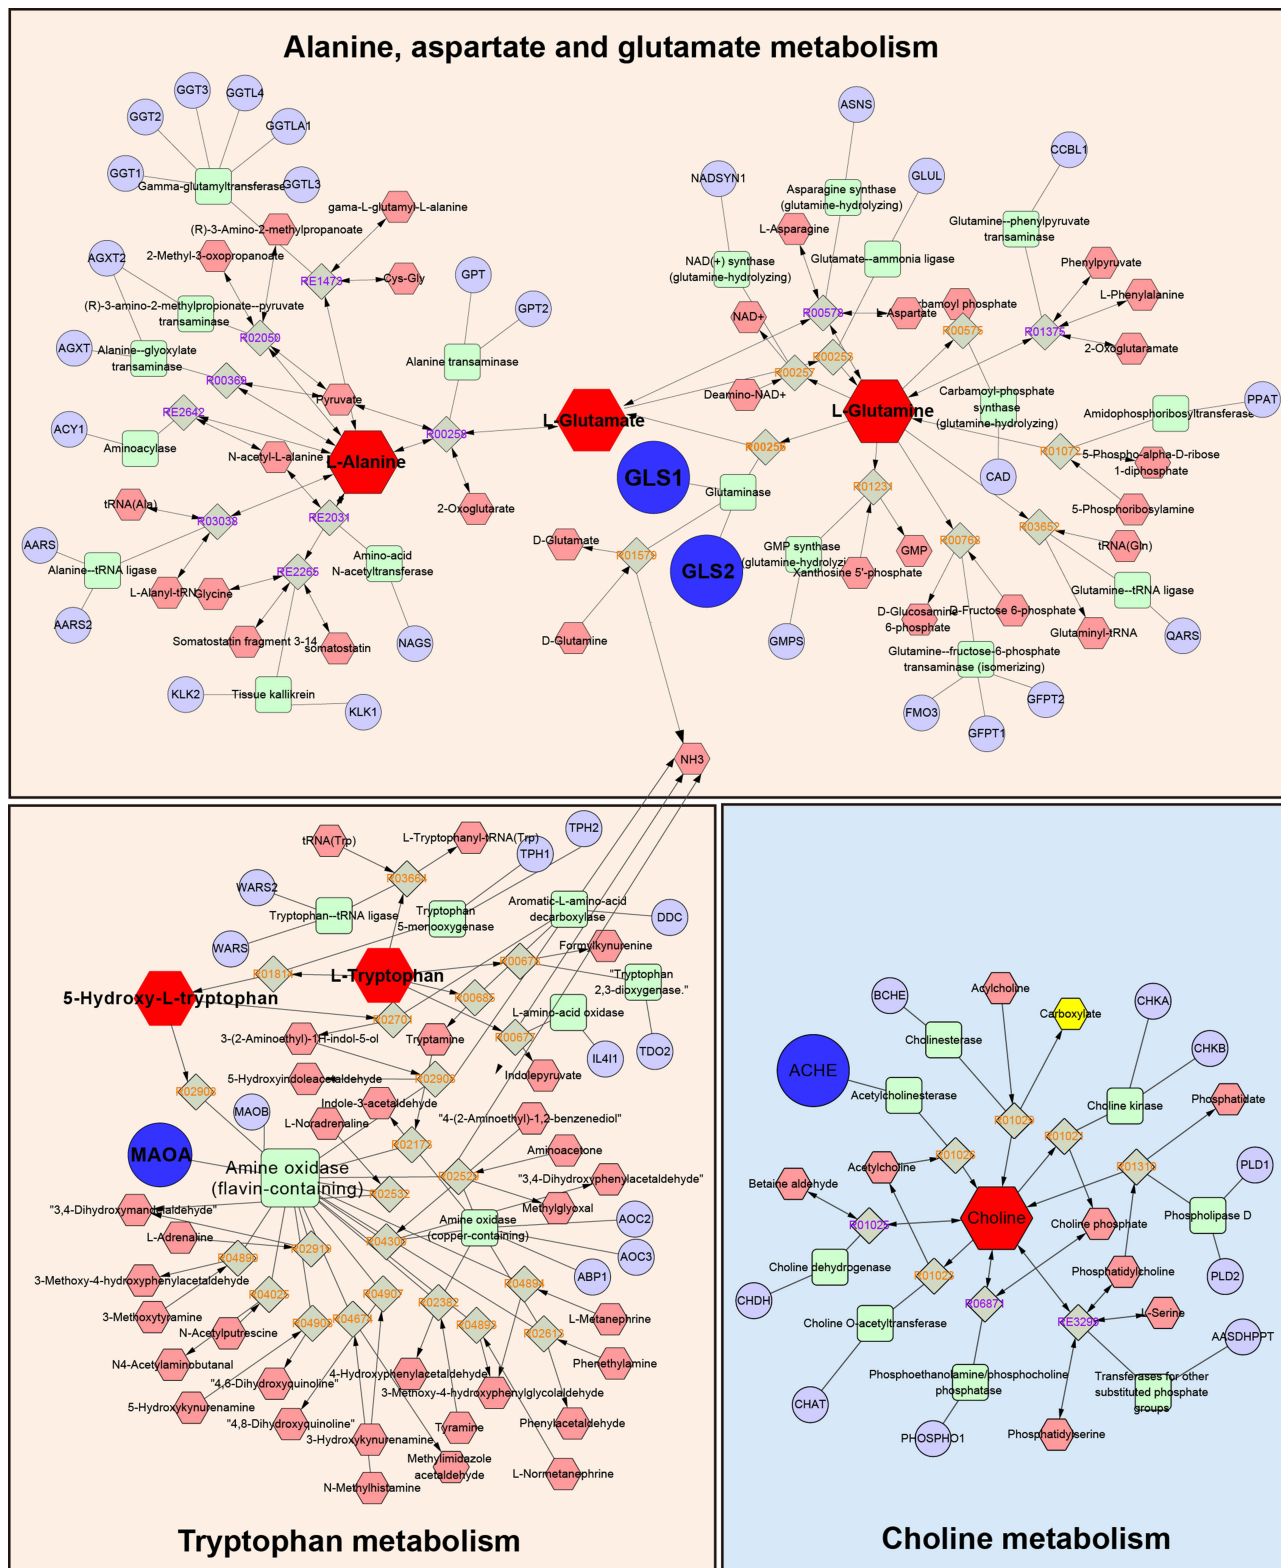 Alanine, aspartate and glutamate metabolism
GGT3
GGTL4
GGT2
GGTLA1
GGT1
Gamma-glutamyltransferase
GGTL3
gama-L-glutamyl-L-alanine
(R)-3-Amino-2-methylpropanoate
2-Methyl-3-oxopropanoate
AGXT2
RE1473
Cys-Gly
GPT
(R)-3-amino-2-methylpropionate--pyruvate
transaminase
GPT2
R02050
AGXT
Alanine--glyoxylate
transaminase
Alanine transaminase
R00369
Pyruvate
RE2642
ACY1
Aminoacylase
R00258
N-acetyl-L-alanine
L-Alanine
tRNA(Ala)
R03038
RE2031
2-Oxoglutarate
AARS
Alanine--tRNA ligase
Amino-acid
N-acetyltransferase
RE2265
L-Alanyl-tRN
Glycine
AARS2
Somatostatin fragment 3-14
somatostatin
NAGS
KLK2
Tissue kallikrein
KLK1
ASNS
CCBL1
NADSYN1
GLUL
Asparagine synthase
(glutamine-hydrolyzing)
L-Asparagine
Glutamine--phenylpyruvate
transaminase
NAD(+) synthase
(glutamine-hydrolyzing)
Glutamate--ammonia ligase
Phenylpyruvate
L-Phenylalanine
NAD+
R00578
L-Aspartate
rbamoyl phosphate
R00575
R01375
2-Oxoglutaramate
R00253
R00257
Deamino-NAD+
L-Glutamate
L-Glutamine
Carbamoyl-phosphate
synthase
(glutamine-hydrolyzing)
Amidophosphoribosyltransferase
PPAT
R00256
R01072
5-Phospho-alpha-D-ribose
1-diphosphate
GLS1
Glutaminase
R01231
CAD
5-Phosphoribosylamine
D-Glutamate
R01579
GLS2
GMP synthase
(glutamine-hydrolyzi
GMP
Xanthosine 5'-phosphate
R00768
R03652
tRNA(Gln)
D-Glutamine
GMPS
D-Glucosamine
6-phosphate
D-Fructose 6-phosphate
Glutamine--tRNA ligase
Glutaminyl-tRNA
QARS
Glutamine--fructose-6-phosphate
transaminase (isomerizing)
FMO3
GFPT1
GFPT2
NH3
tRNA(Trp)
L-Tryptophanyl-tRNA(Trp)
TPH2
TPH1
R03664
WARS2
Tryptophan--tRNA ligase
Tryptophan
5-monooxygenase
Aromatic-L-amino-acid
decarboxylase
DDC
WARS
Formylkynurenine
R01814
L-Tryptophan
R00678
"Tryptophan
2,3-dioxygenase."
5-Hydroxy-L-tryptophan
R00685
R02701
L-amino-acid oxidase
3-(2-Aminoethyl)-1H-indol-5-ol
Tryptamine
R00677
IL4I1
TDO2
5-Hydroxyindoleacetaldehyde
R02908
Indolepyruvate
R02903
Indole-3-acetaldehyde
MAOB
L-Noradrenaline
"4-(2-Aminoethyl)-1,2-benzenediol"
R02173
MAOA
Amine oxidase
(flavin-containing)
Aminoacetone
R02529
"3,4-Dihydroxyphenylacetaldehyde"
R02532
"3,4-Dihydroxymandelaldehyde"
Methylglyoxal
L-Adrenaline
Amine oxidase
(copper-containing)
AOC2
R02919
R04300
AOC3
R04890
3-Methoxy-4-hydroxyphenylacetaldehyde
ABP1
R04894
R04025
R04907
R02382
3-Methoxytyramine
L-Metanephrine
R04908
R04674
R04893
R02613
N-Acetylputrescine
N4-Acetylaminobutanal
Phenethylamine
4-Hydroxyphenylacetaldehyde
"4,6-Dihydroxyquinoline"
3-Methoxy-4-hydroxyphenylglycolaldehyde
5-Hydroxykynurenamine
"4,8-Dihydroxyquinoline"
Phenylacetaldehyde
Tyramine
3-Hydroxykynurenamine
Methylimidazole
acetaldehyde
L-Normetanephrine
N-Methylhistamine
Tryptophan metabolism
Acylcholine
BCHE
Carboxylate
CHKA
Cholinesterase
CHKB
ACHE
Acetylcholinesterase
Phosphatidate
Choline kinase
R01029
R01021
R01026
Acetylcholine
R01310
PLD1
Betaine aldehyde
Choline
Choline phosphate
Phospholipase D
R01025
Choline dehydrogenase
R01023
Phosphatidylcholine
PLD2
CHDH
R06871
L-Serine
Choline O-acetyltransferase
RE3299
AASDHPPT
Phosphoethanolamine/phosphocholine
phosphatase
Transferases for other
substituted phosphate
groups
CHAT
PHOSPHO1
Phosphatidylserine
Choline metabolism